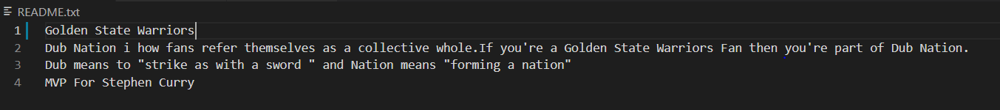 README.txt
1 Golden State Warriors
2 Dub Nation i how fans refer themselves as a collective whole.If you're a Golden State Warriors Fan then you're part of Dub Nation.
3 Dub means to "strike as with a sword " and Nation means "forming a nation"
4 MVP For Stephen Curry